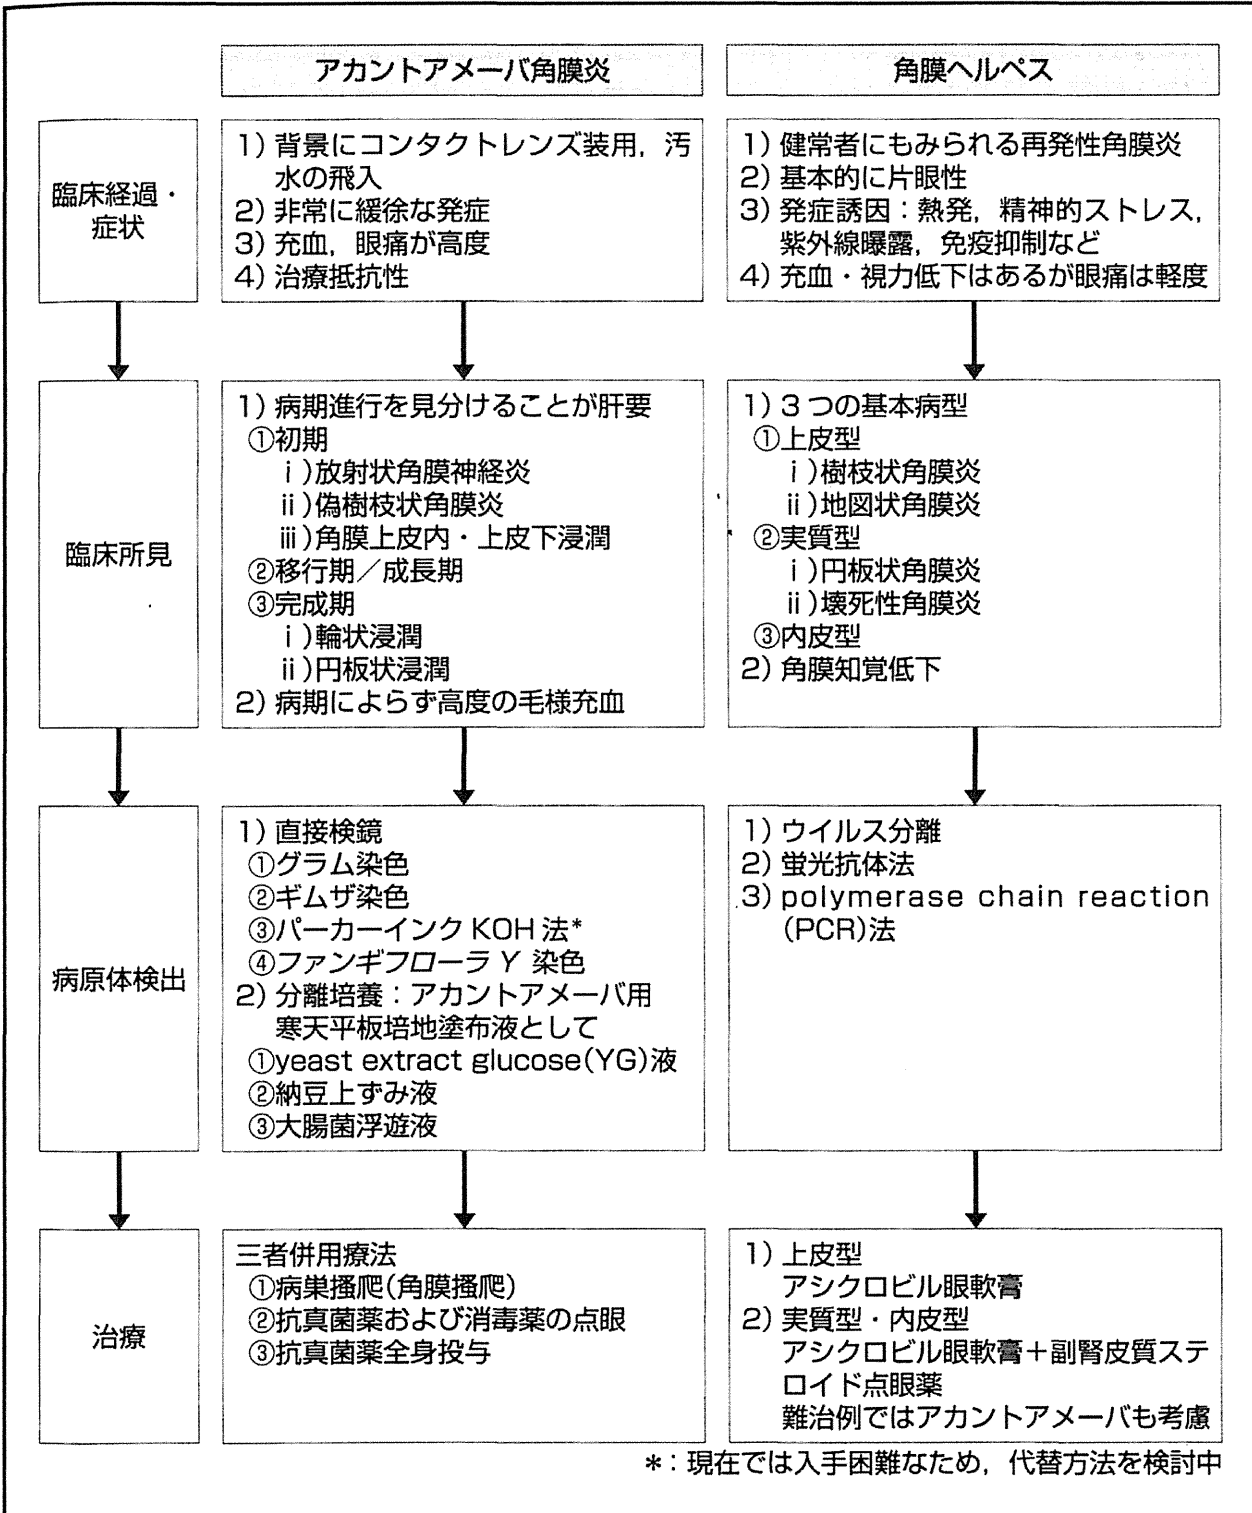 アカントアメーバ角膜炎
角膜ヘルペス
臨床経過・
症状
1) 背景にコンタクトレンズ装用，汚
水の飛入
2) 非常に緩徐な発症
3) 充血，眼痛が高度
4) 治療抵抗性
1) 健常者にもみられる再発性角膜炎
2) 基本的に片眼性
3) 発症誘因：熱発，精神的ストレス，
紫外線曝露，免疫抑制など
4) 充血・視力低下はあるが眼痛は軽度
臨床所見
1) 病期進行を見分けることが肝要
①初期
ⅰ)放射状角膜神経炎
ⅱ)偽樹枝状角膜炎
ⅲ)角膜上皮内・上皮下浸潤
②移行期／成長期
③完成期
ⅰ)輪状浸潤
ⅱ)円板状浸潤
2) 病期によらず高度の毛様充血
1) 3つの基本病型
①上皮型
ⅰ)樹枝状角膜炎
ⅱ)地図状角膜炎
②実質型
ⅰ)円板状角膜炎
ⅱ)壊死性角膜炎
③内皮型
2) 角膜知覚低下
病原体検出
1) 直接検鏡
①グラム染色
②ギムザ染色
③パーカーインク KOH 法*
④ファンギフローラ Y 染色
2) 分離培養：アカントアメーバ用
寒天平板培地塗布液として
①yeast extract glucose(YG)液
②納豆上ずみ液
③大腸菌浮遊液
1) ウイルス分離
2) 蛍光抗体法
3) polymerase chain reaction
(PCR)法
治療
三者併用療法
①病巣掻爬(角膜掻爬)
②抗真菌薬および消毒薬の点眼
③抗真菌薬全身投与
1) 上皮型
アシクロビル眼軟膏
2) 実質型・内皮型
アシクロビル眼軟膏＋副腎皮質ステ
ロイド点眼薬
難治例ではアカントアメーバも考慮
*：現在では入手困難なため，代替方法を検討中